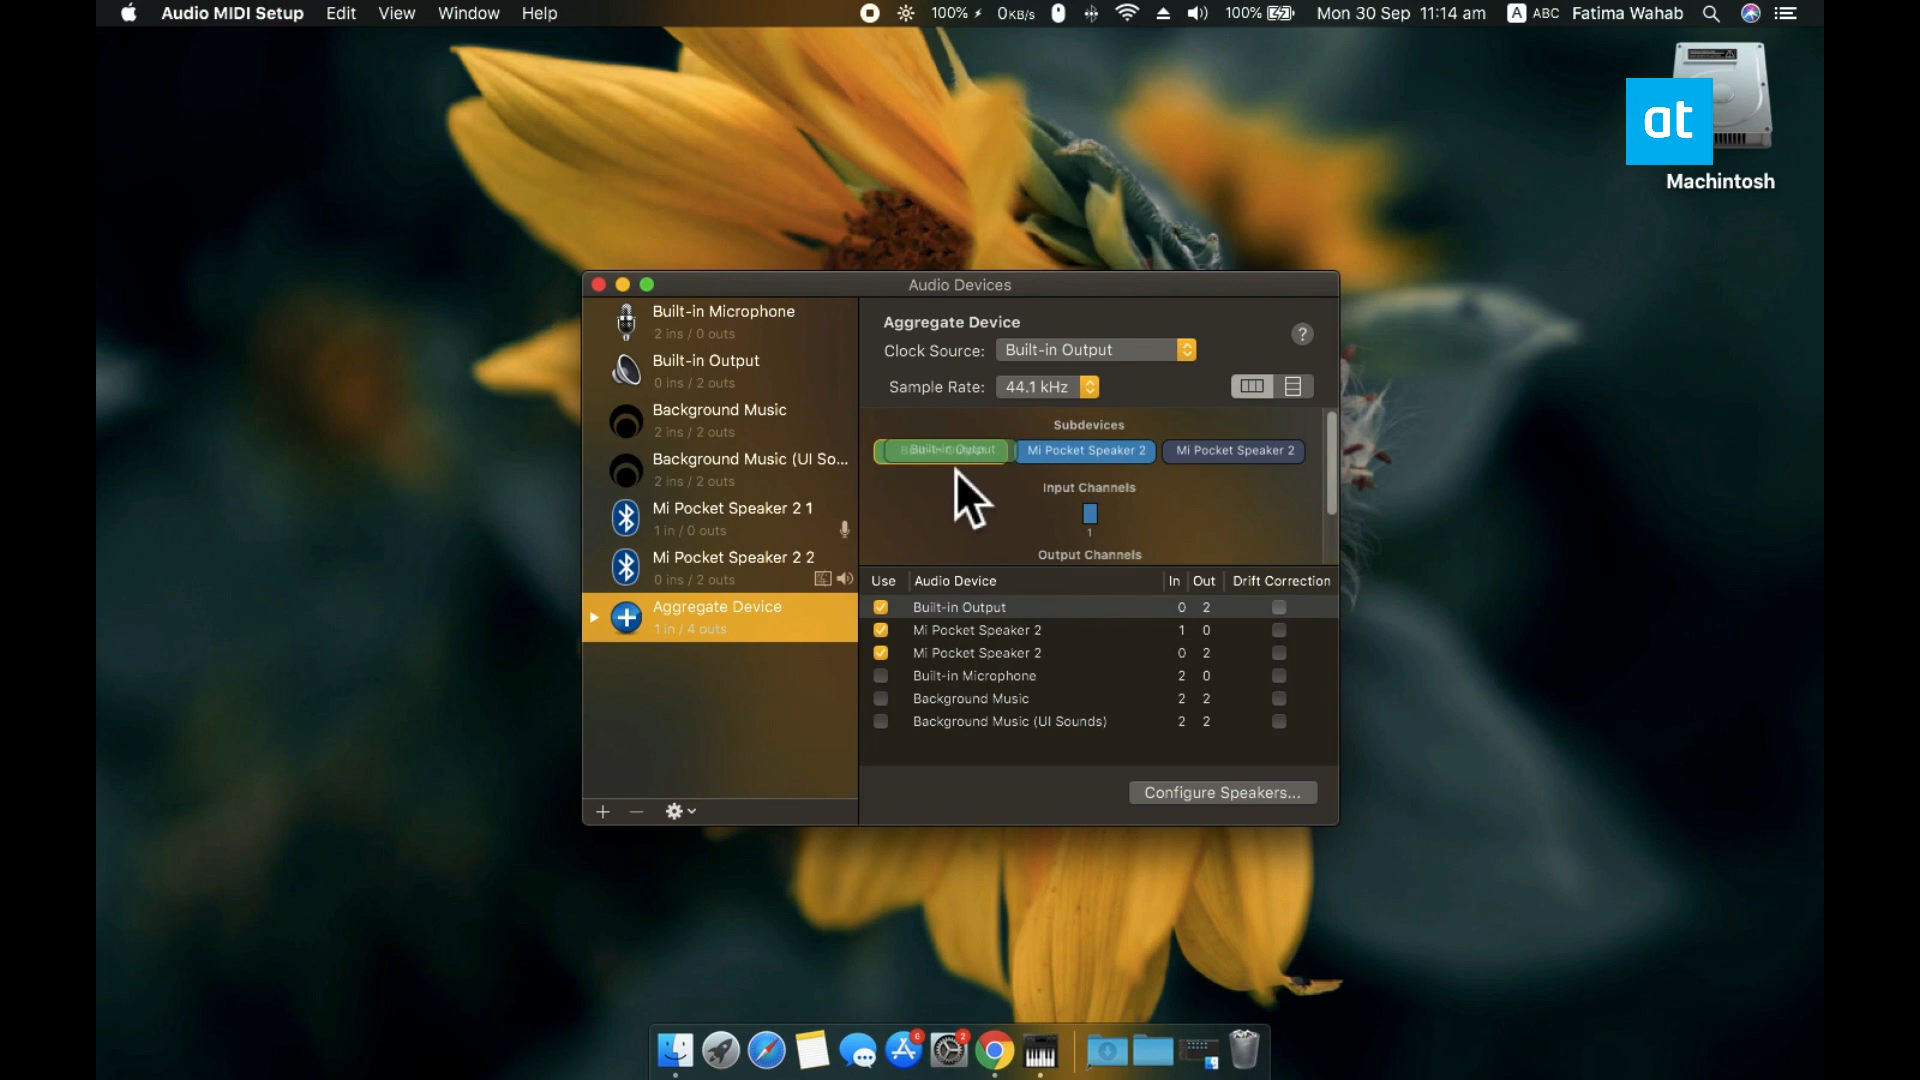 Audio MIDI Setup Edit View Window Help
100% 0KB/s 100% Mon 30 Sep 11:14 am A ABC Fatima Wahab
at
Machintosh
Audio Devices
Built-in Microphone
2 ins / 0 outs
Built-in Output
0 ins / 2 outs
Background Music
2 ins / 2 outs
Background Music (UI So...
2 ins / 2 outs
Mi Pocket Speaker 2 1
1 in / 0 outs
Mi Pocket Speaker 2 2
0 ins / 2 outs
Aggregate Device
1 in / 4 outs
Aggregate Device
?
Clock Source: Built-in Output
Sample Rate: 44.1 kHz
Subdevices
Built-in Output Mi Pocket Speaker 2 Mi Pocket Speaker 2
Input Channels
1
Output Channels
Use Audio Device In Out Drift Correction
Built-in Output 0 2
Mi Pocket Speaker 2 1 0
Mi Pocket Speaker 2 0 2
Built-in Microphone 2 0
Background Music 2 2
Background Music (UI Sounds) 2 2
Configure Speakers...
6 2